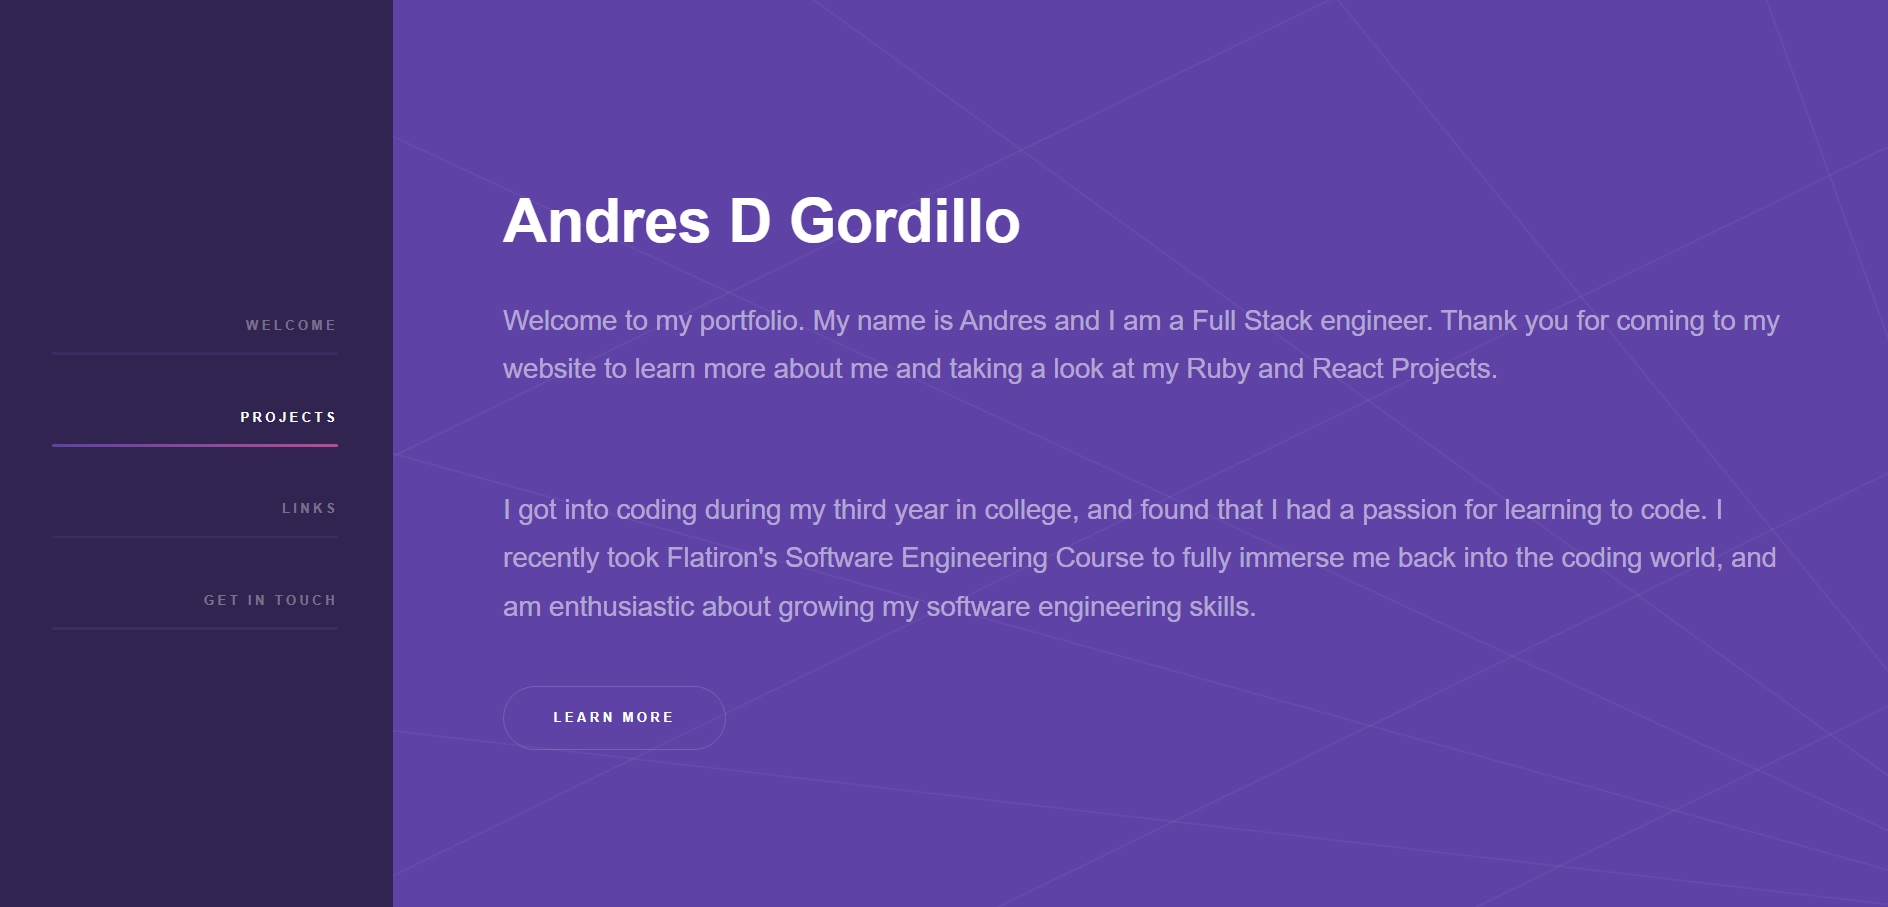 WELCOME
PROJECTS
LINKS
GET IN TOUCH
Andres D Gordillo
Welcome to my portfolio. My name is Andres and I am a Full Stack engineer. Thank you for coming to my
website to learn more about me and taking a look at my Ruby and React Projects.
I got into coding during my third year in college, and found that I had a passion for learning to code. I
recently took Flatiron's Software Engineering Course to fully immerse me back into the coding world, and
am enthusiastic about growing my software engineering skills.
LEARN MORE